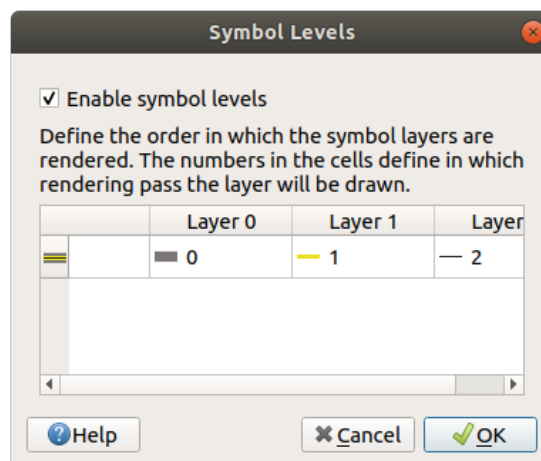 Symbol Levels
Enable symbol levels
Define the order in which the symbol layers are
rendered. The numbers in the cells define in which
rendering pass the layer will be drawn.
Layer 0 Layer 1 Layer
0 1 2
Help Cancel OK